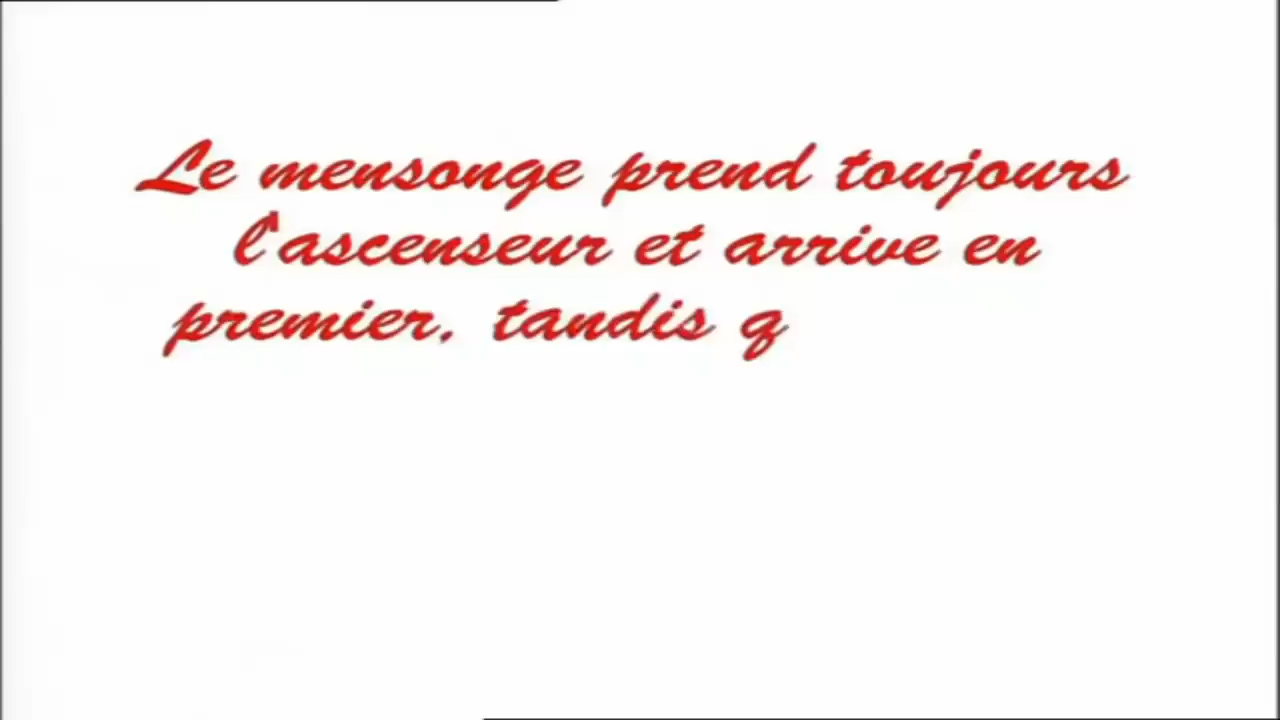 Le mensonge prend toujours
l'ascenseur et arrive en
premier, tandis q